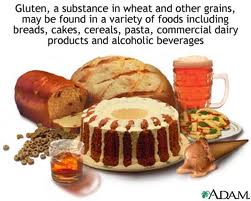 Gluten, a substance in wheat and other grains,
may be found in a variety of foods including
breads, cakes, cereals, pasta, commercial dairy
products and alcoholic beverages
ADAM.